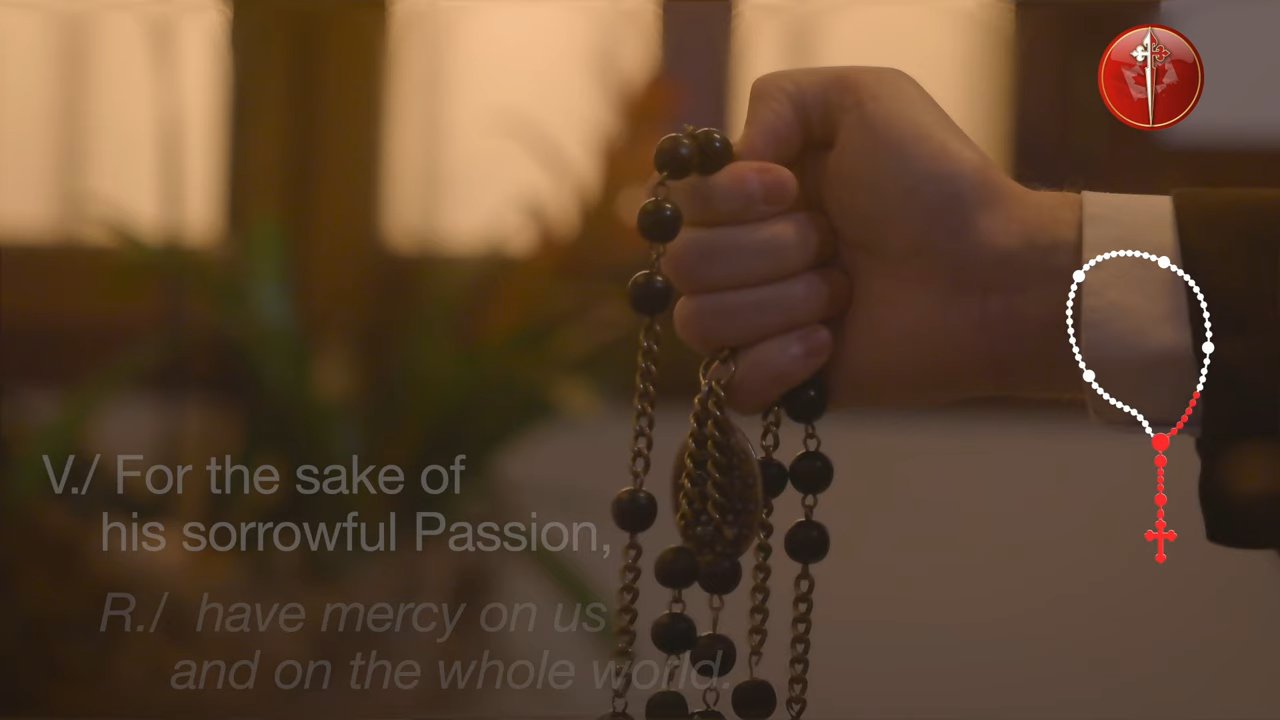 V./ For the sake of
his sorrowful Passion,
R./ have mercy on us
and on the whole world.